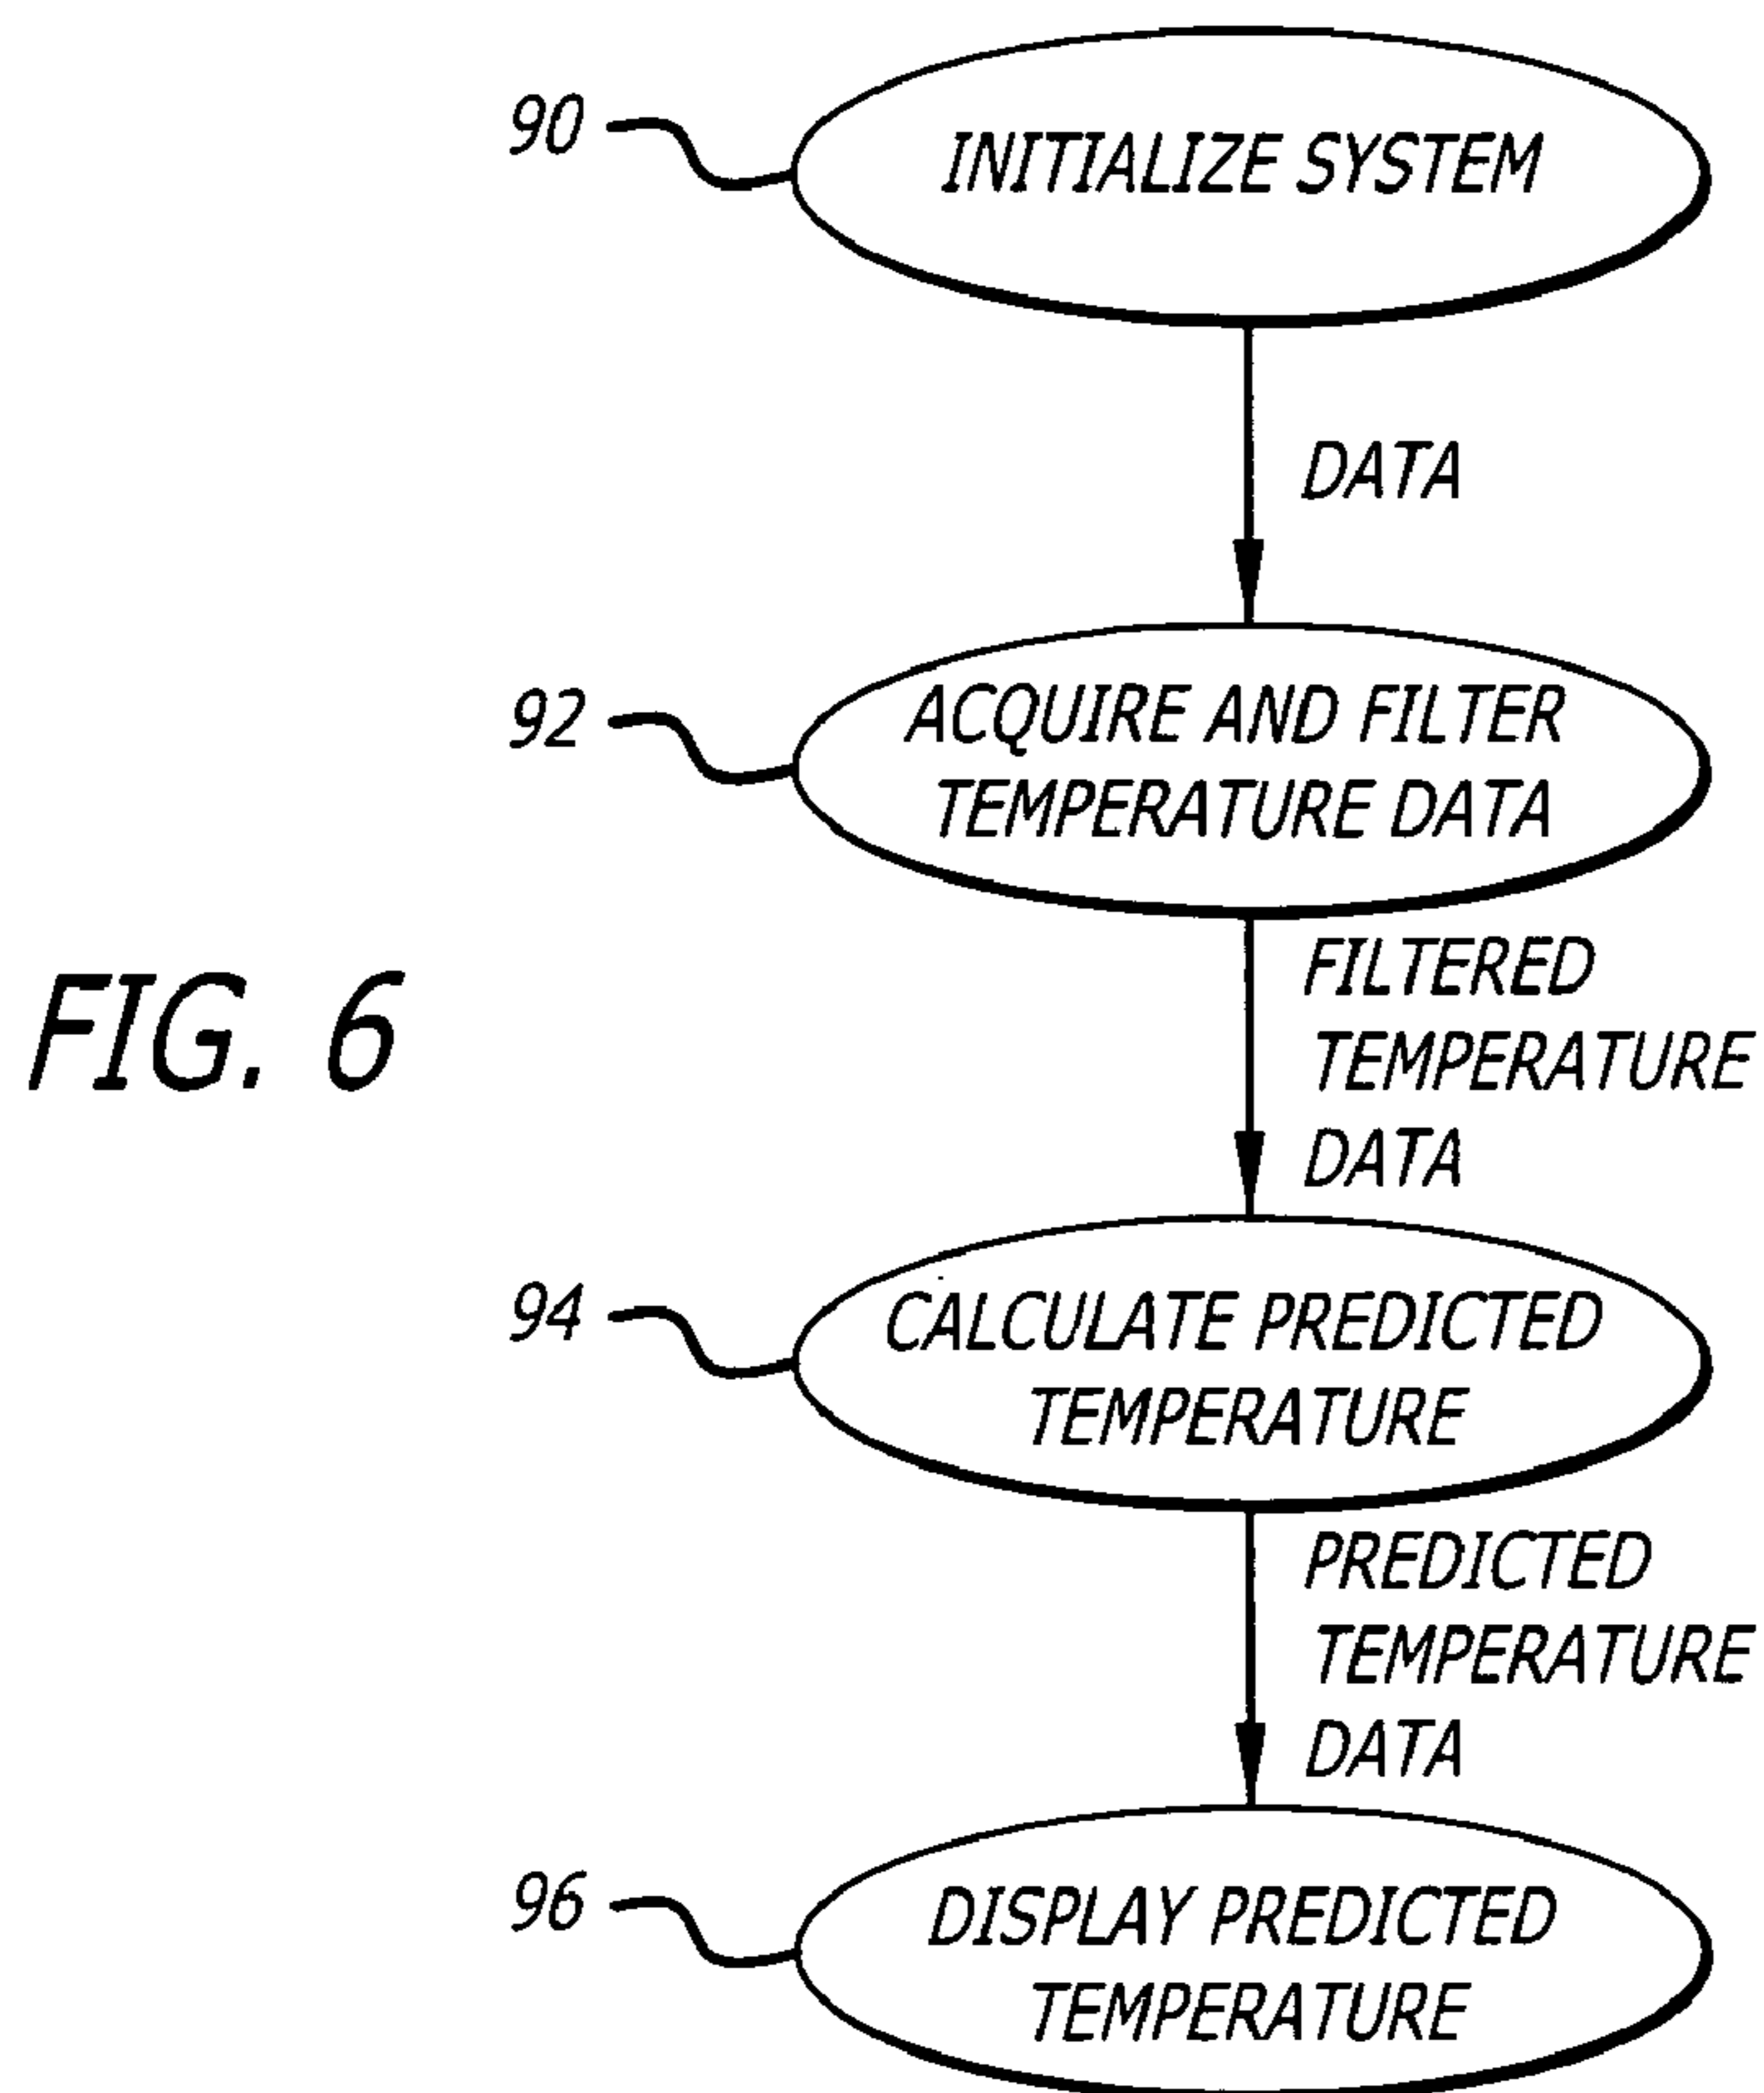 90
INITIALIZE SYSTEM
DATA
92
ACQUIRE AND FILTER
TEMPERATURE DATA
FILTERED
TEMPERATURE
DATA
FIG. 6
94
CALCULATE PREDICTED
TEMPERATURE
PREDICTED
TEMPERATURE
DATA
96
DISPLAY PREDICTED
TEMPERATURE